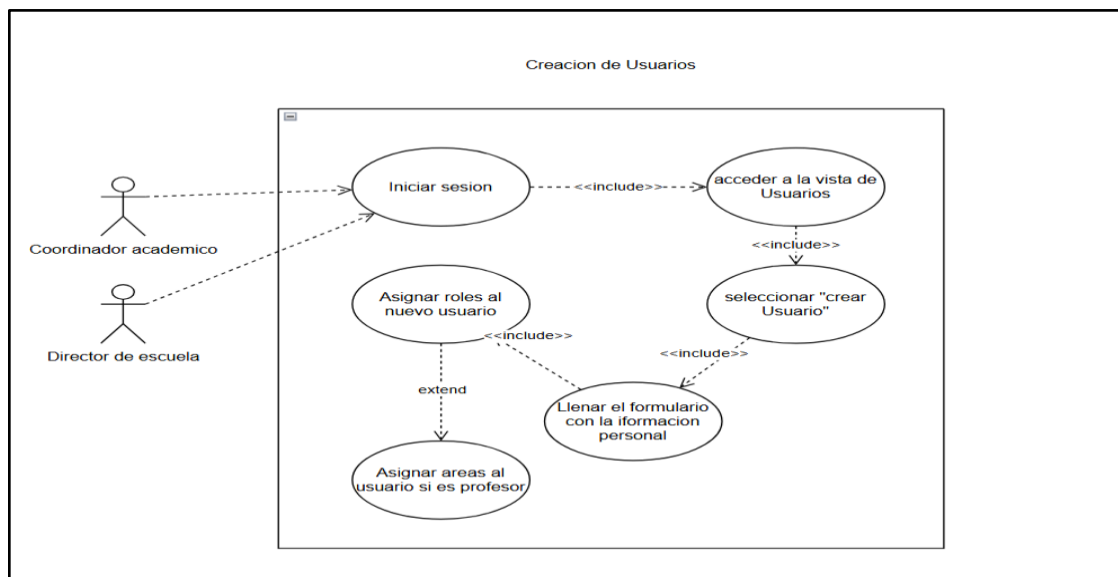 Creacion de Usuarios
Iniciar sesion
<<include>>
acceder a la vista de
Usuarios
Coordinador academico
<<include>>
Asignar roles al
nuevo usuario
seleccionar "crear
Usuario"
<<include>>
<<include>>
Director de escuela
extend
Llenar el formulario
con la iformacion
personal
Asignar areas al
usuario si es profesor